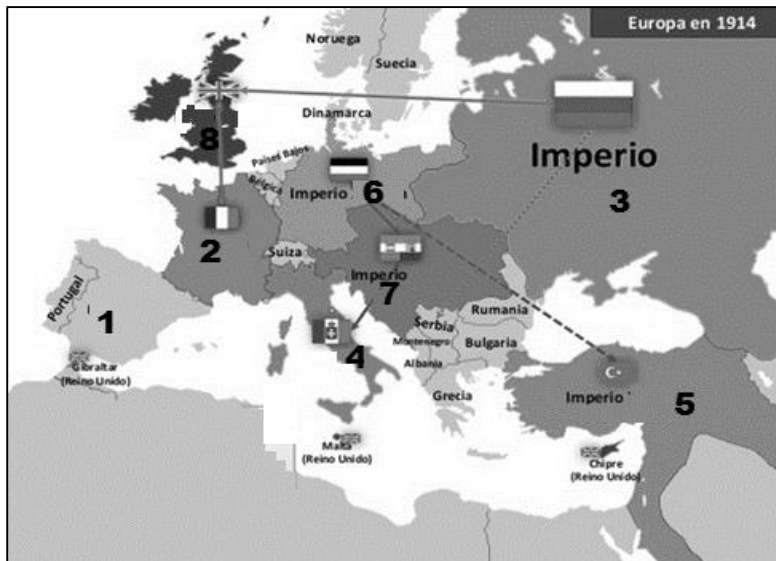 Europa en 1914
Noruega
Suecia
Dinamarca
8
Imperio
Países Bajos
Bélgica
Imperio
6
3
2
Suiza
Imperio
7
Portugal
1
Rumania
Serbia
Montenegro
Bulgaria
4
Albania
Gibraltar
(Reino Unido)
Grecia
Imperio
5
Malta
(Reino Unido)
Chipre
(Reino Unido)